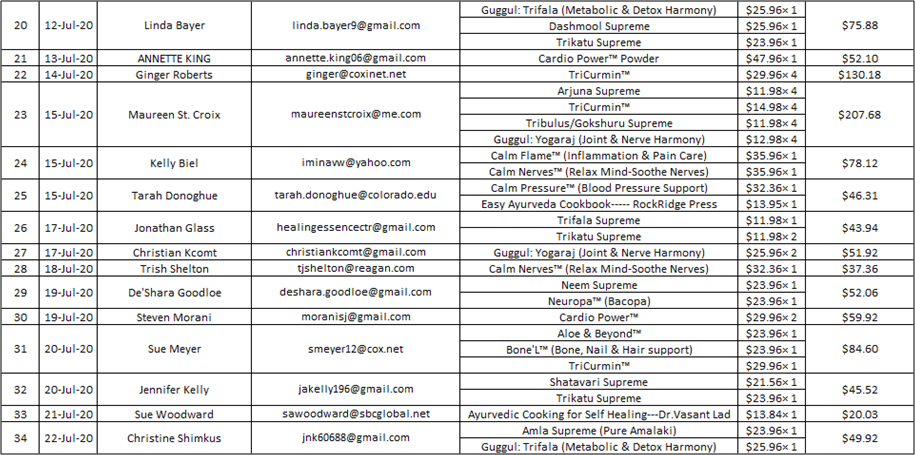 20 12-Jul-20 Linda Bayer linda.bayer9@gmail.com Guggul: Trifala (Metabolic & Detox Harmony) $25.96× 1 $75.88
Dashmool Supreme $25.96× 1
Trikatu Supreme $23.96× 1
21 13-Jul-20 ANNETTE KING annette.king06@gmail.com Cardio Power™ Powder $47.96× 1 $52.10
22 14-Jul-20 Ginger Roberts ginger@coxinet.net TriCurmin™ $29.96× 4 $130.18
23 15-Jul-20 Maureen St. Croix maureenstcroix@me.com Arjuna Supreme $11.98× 4 $207.68
TriCurmin™ $14.98× 4
Tribulus/Gokshuru Supreme $11.98× 4
Guggul: Yogaraj (Joint & Nerve Harmony) $12.98× 4
24 15-Jul-20 Kelly Biel iminavw@yahoo.com Calm Flame™ (Inflammation & Pain Care) $35.96× 1 $78.12
Calm Nerves™ (Relax Mind-Soothe Nerves) $35.96× 1
25 15-Jul-20 Tarah Donoghue tarah.donoghue@colorado.edu Calm Pressure™ (Blood Pressure Support) $32.36× 1 $46.31
Easy Ayurveda Cookbook----- RockRidge Press $13.95× 1
26 17-Jul-20 Jonathan Glass healingessencectr@gmail.com Trifala Supreme $11.98× 1 $43.94
Trikatu Supreme $11.98× 2
27 17-Jul-20 Christian Kcomt christiankcomt@gmail.com Guggul: Yogaraj (Joint & Nerve Harmony) $25.96× 2 $51.92
28 18-Jul-20 Trish Shelton tjshelton@reagan.com Calm Nerves™ (Relax Mind-Soothe Nerves) $32.36× 1 $37.36
29 19-Jul-20 De'Shara Goodloe deshara.goodloe@gmail.com Neem Supreme $23.96× 1 $52.06
Neuropa™ (Bacopa) $23.96× 1
30 19-Jul-20 Steven Morani moranisj@gmail.com Cardio Power™ $29.96× 2 $59.92
31 20-Jul-20 Sue Meyer smeyer12@cox.net Aloe & Beyond™ $23.96× 1 $84.60
Bone'L™ (Bone, Nail & Hair support) $23.96× 1
TriCurmin™ $29.96× 1
32 20-Jul-20 Jennifer Kelly jakelly196@gmail.com Shatavari Supreme $21.56× 1 $45.52
Trikatu Supreme $23.96× 1
33 21-Jul-20 Sue Woodward sawoodward@sbcglobal.net Ayurvedic Cooking for Self Healing---Dr.Vasant Lad $13.84× 1 $20.03
34 22-Jul-20 Christine Shimkus jnk60688@gmail.com Amla Supreme (Pure Amalaki) $23.96× 1 $49.92
Guggul: Trifala (Metabolic & Detox Harmony) $25.96× 1